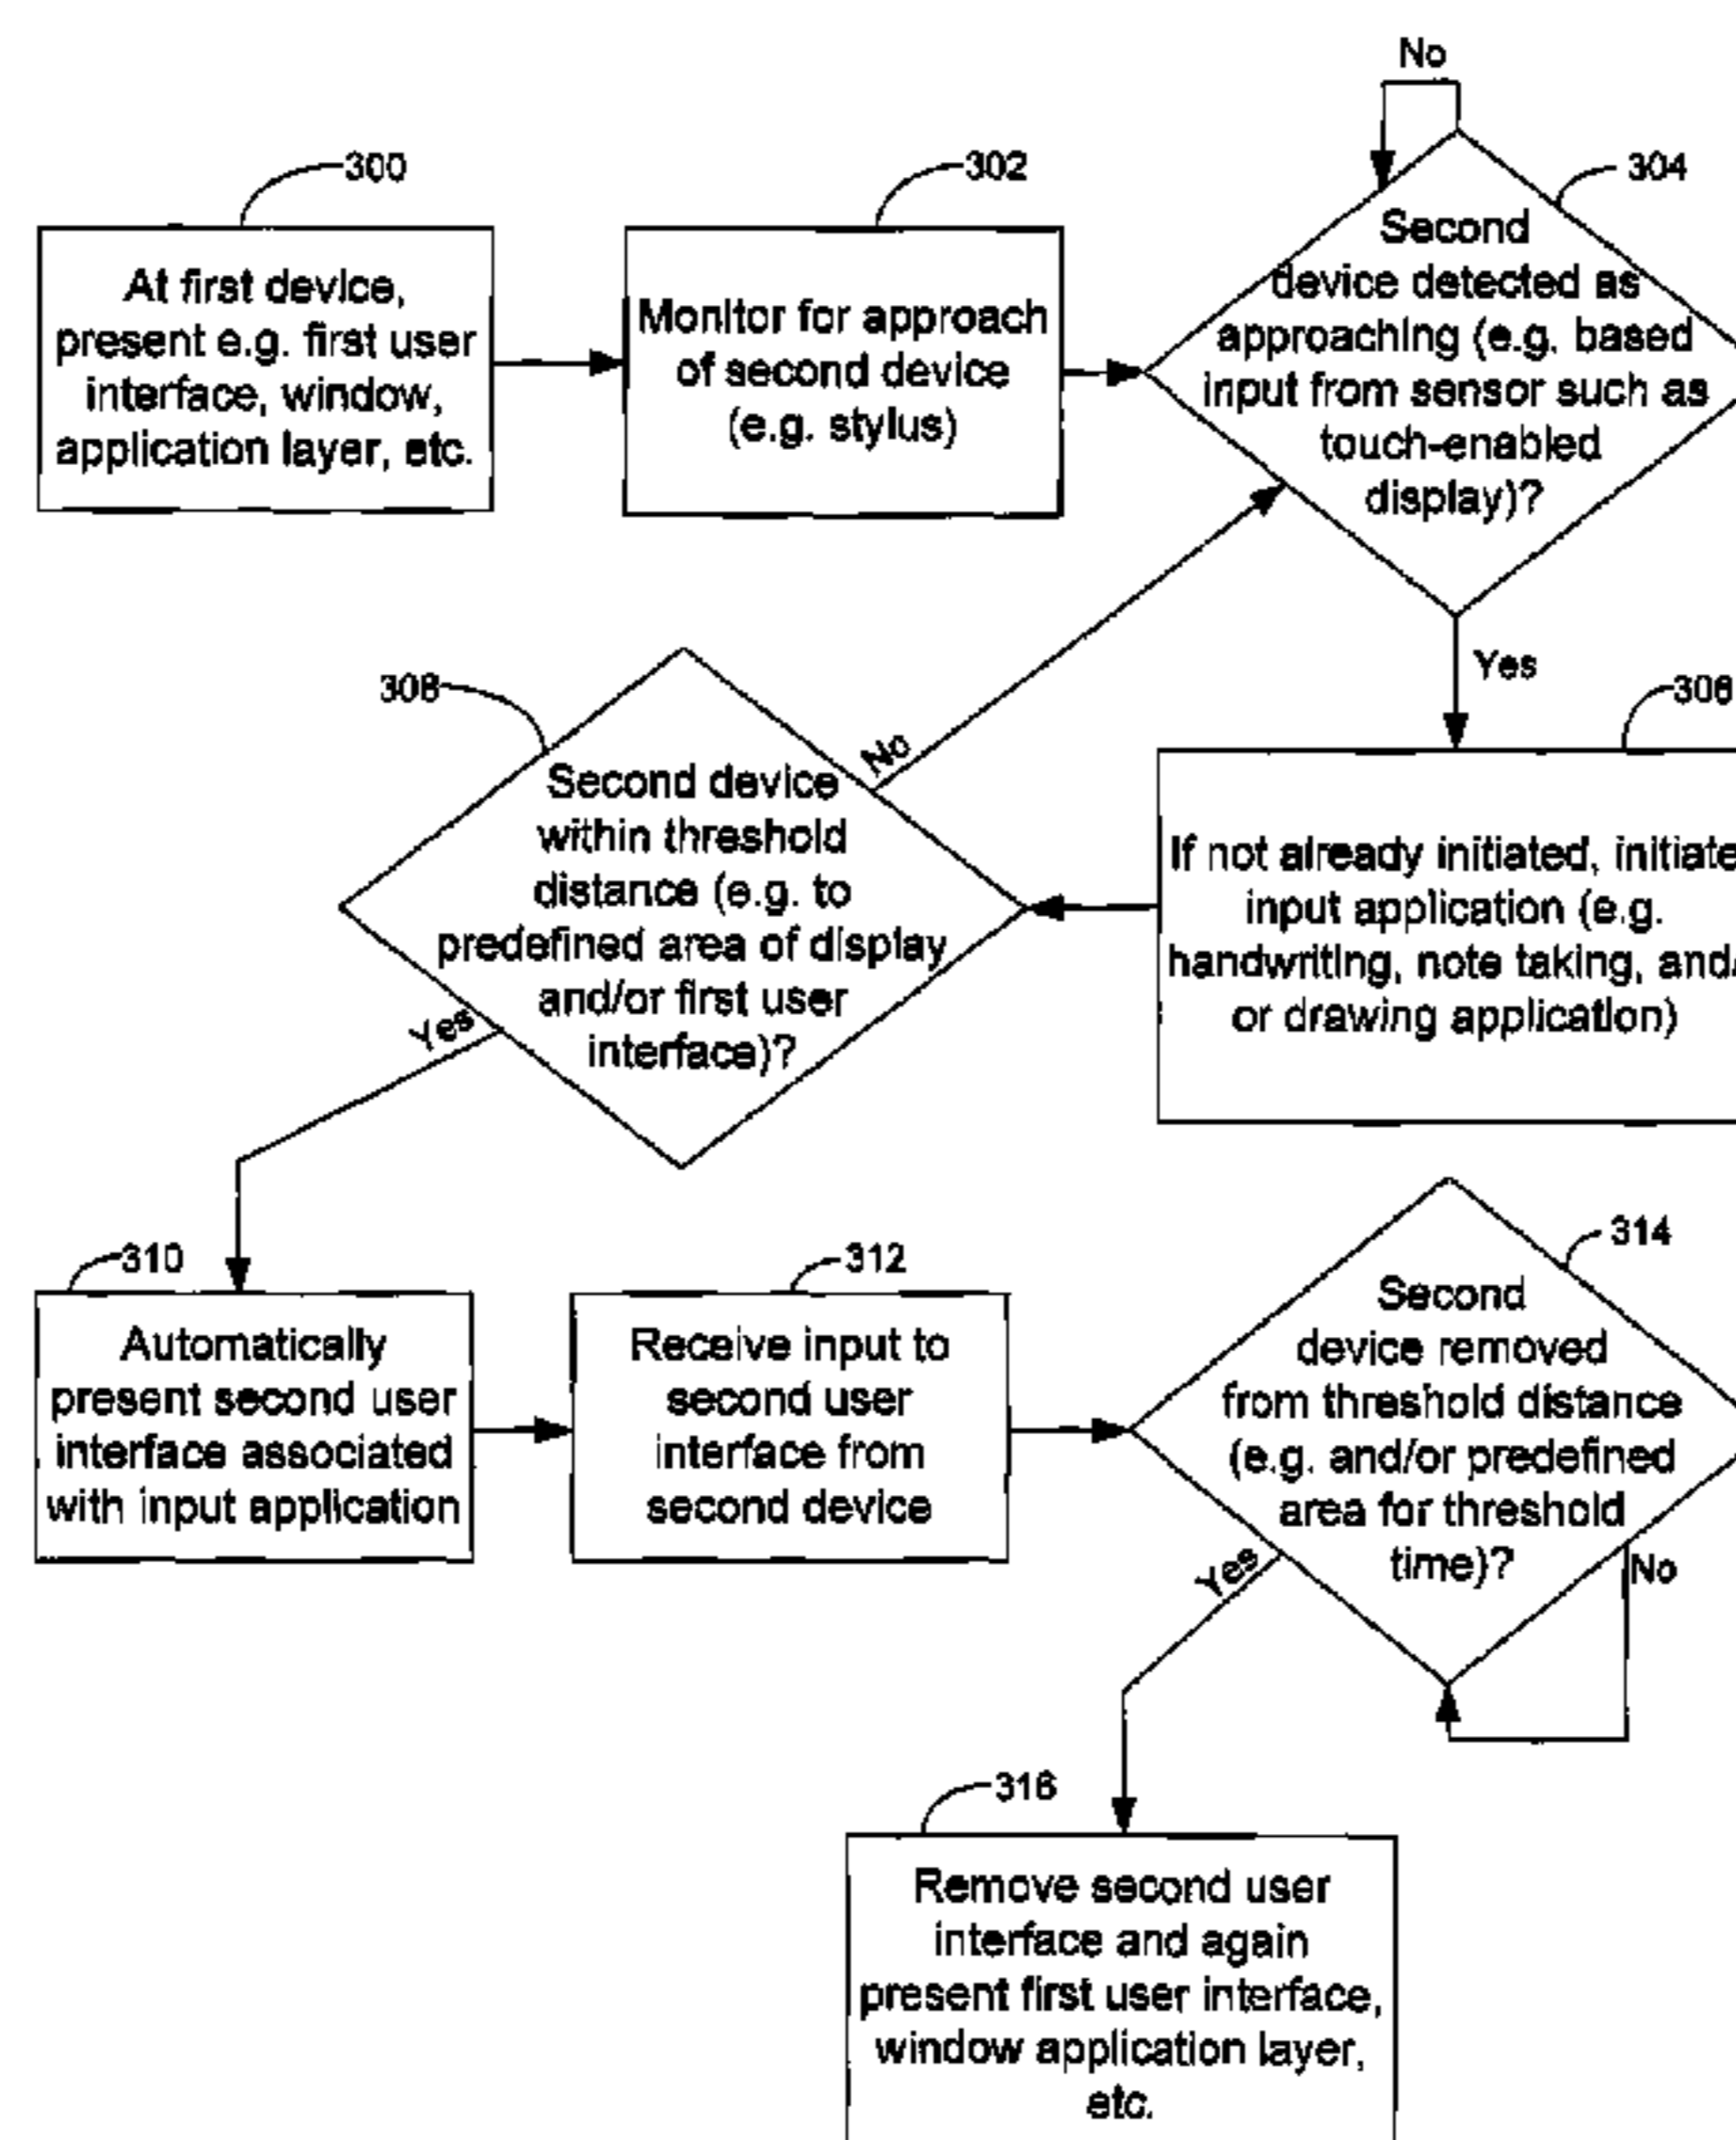 No
300
302
304
At first device,
present e.g. first user
interface, window,
application layer, etc.
Monitor for approach
of second device
(e.g. stylus)
Second
device detected as
approaching (e.g. based
input from sensor such as
touch-enabled
display)?
Yes
308
306
No
Second device
within threshold
distance (e.g. to
predefined area of display
and/or first user
interface)?
Yes
If not already initiated, initiate
input application (e.g.
handwriting, note taking, and/
or drawing application)
310
312
314
Automatically
present second user
interface associated
with input application
Receive input to
second user
interface from
second device
Second
device removed
from threshold distance
(e.g. and/or predefined
area for threshold
time)?
Yes
No
316
Remove second user
interface and again
present first user interface,
window application layer,
etc.